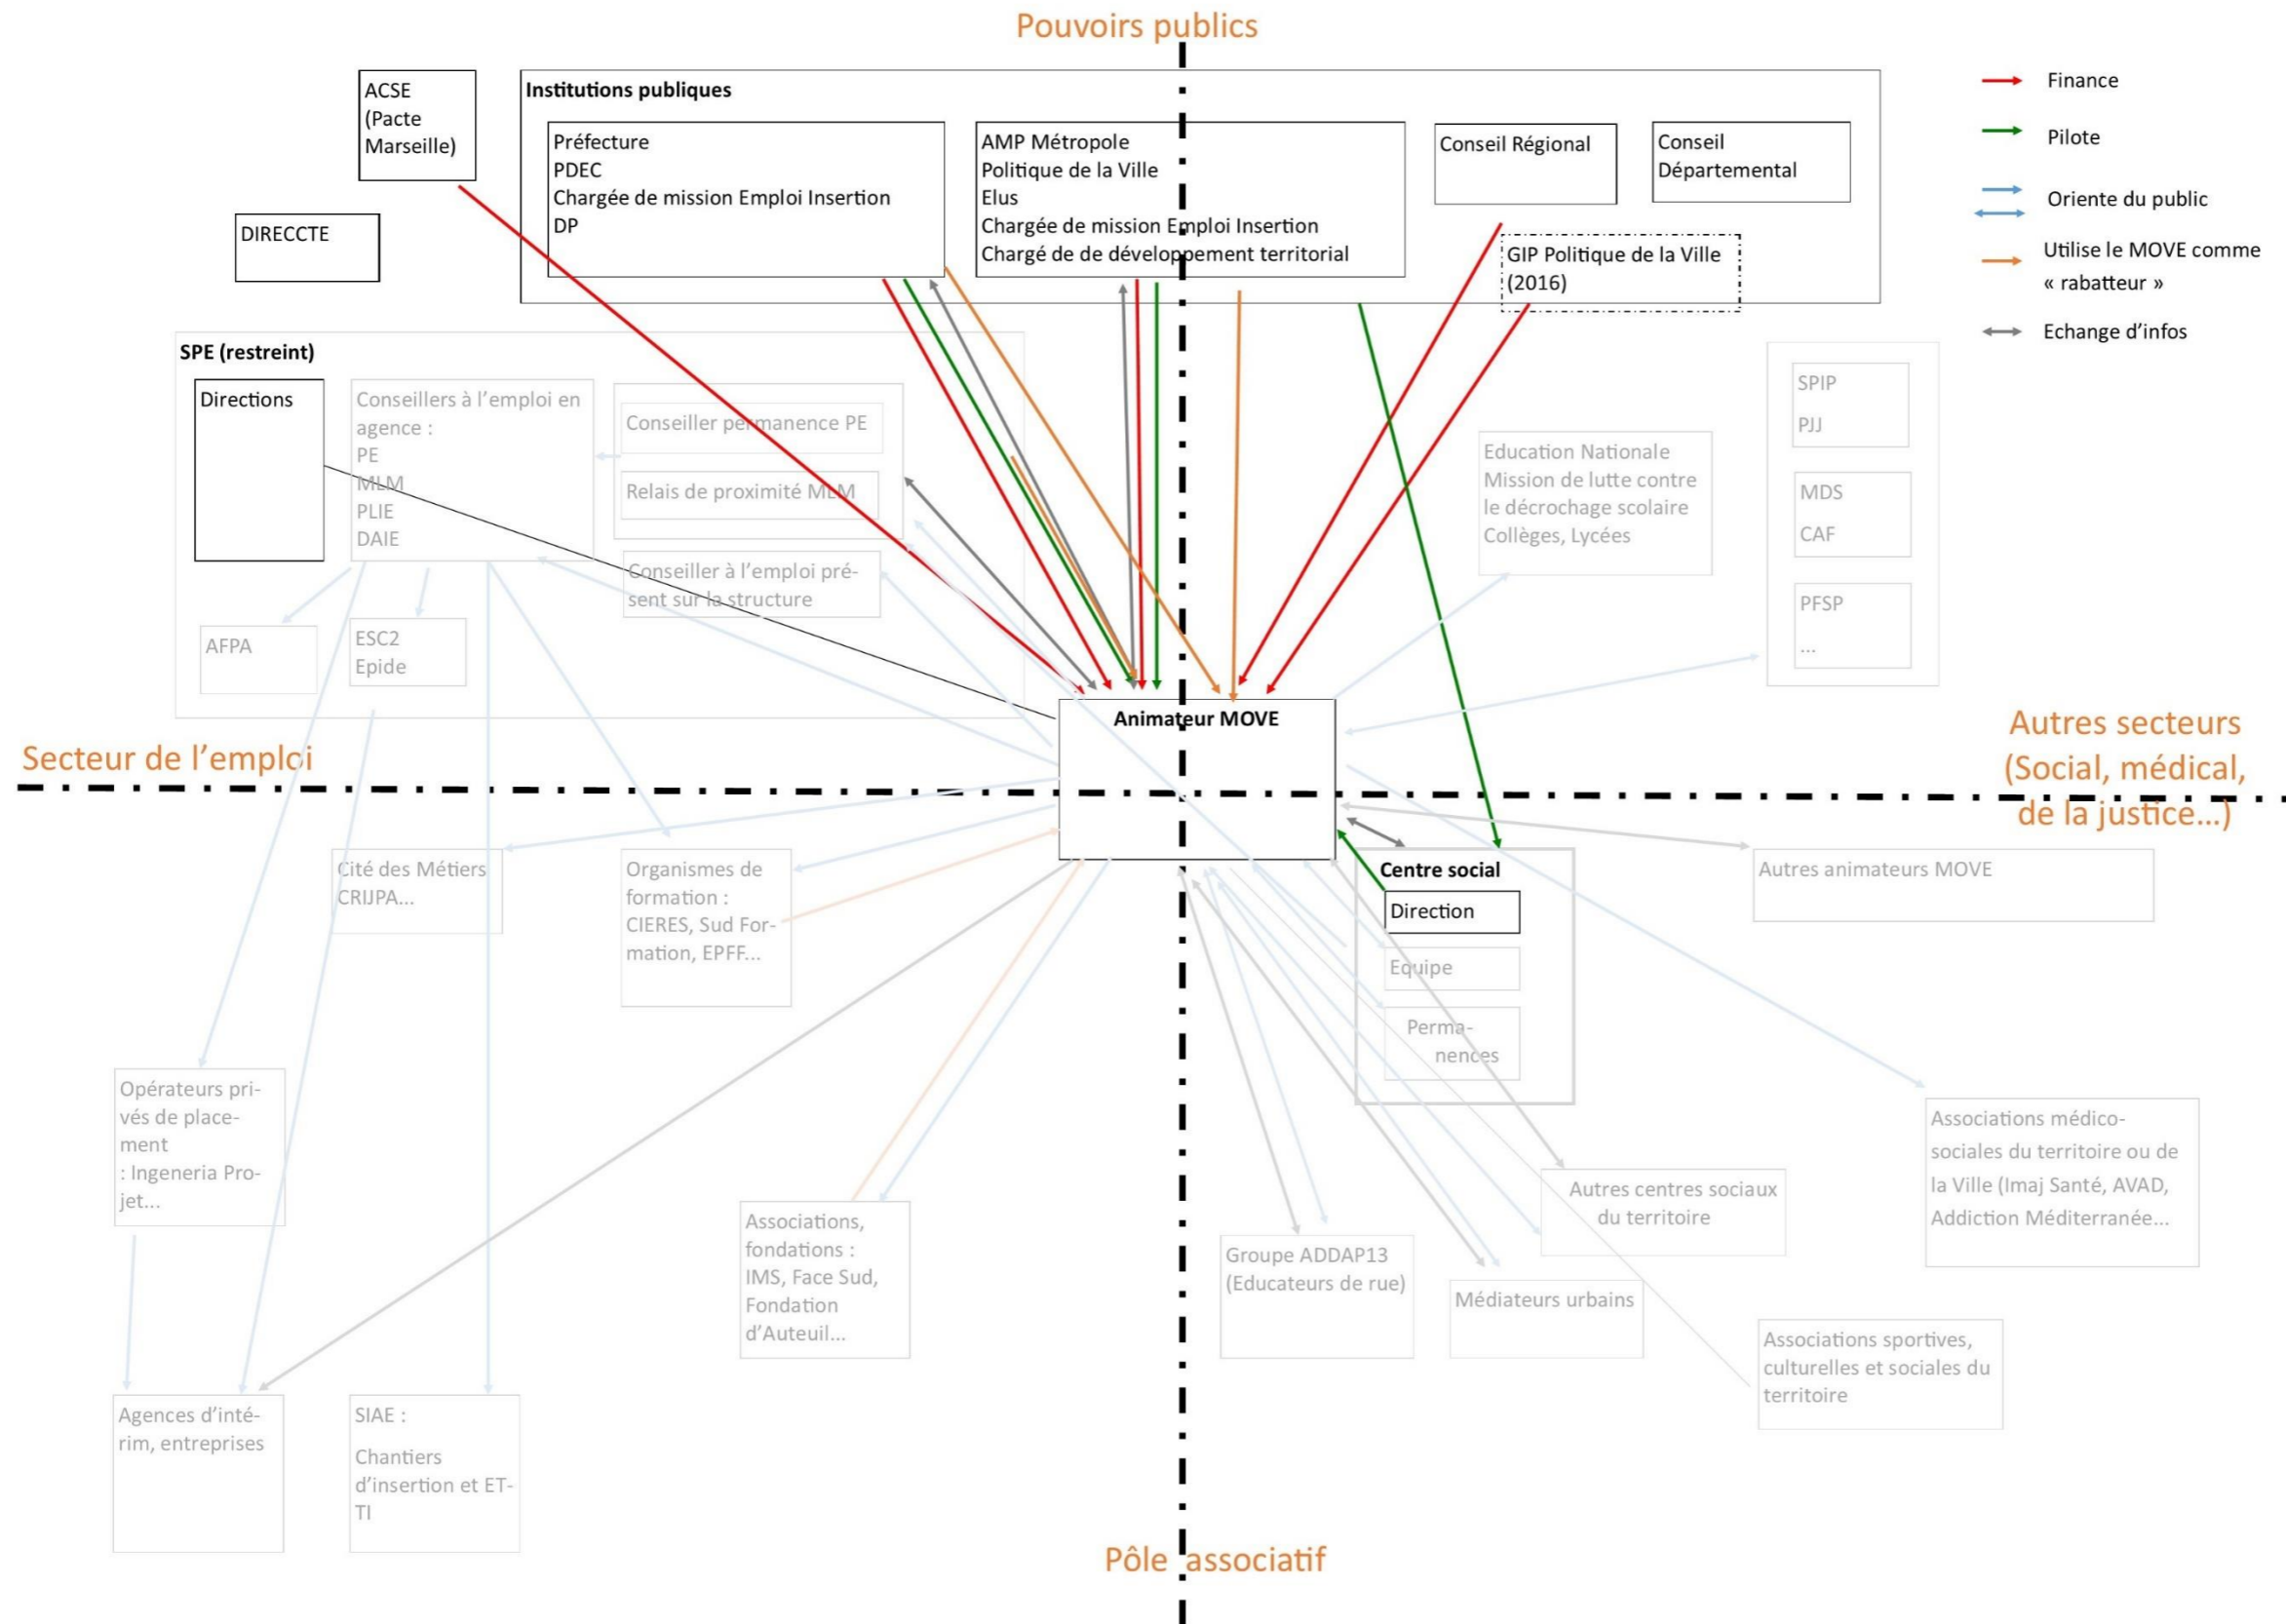 Pouvoirs publics
ACSE
(Pacte
Marseille)
DIRECCTE
Institutions publiques
Préfecture
PDEC
Chargée de mission Emploi Insertion
DP
AMP Métropole
Politique de la Ville
Elus
Chargée de mission Emploi Insertion
Chargé de de développement territorial
Conseil Régional
Conseil
Départemental
GIP Politique de la Ville
(2016)
Finance
Pilote
Oriente du public
Utilise le MOVE comme
« rabatteur »
Echange d'infos
SPE (restreint)
Directions
Conseillers à l'emploi en
agence :
PE
MLM
PLIE
DAIE
Conseiller permanence PE
Relais de proximité MLM
Conseiller à l'emploi pré-
sent sur la structure
AFPA
ESC2
Epide
Education Nationale
Mission de lutte contre
le décrochage scolaire
Collèges, Lycées
SPIP
PJJ
MDS
CAF
PFSP
...
Animateur MOVE
Secteur de l'emploi
Autres secteurs
(Social, médical,
de la justice...)
Cité des Métiers
CRIJPA...
Organismes de
formation :
CIERES, Sud For-
mation, EPFF...
Centre social
Direction
Equipe
Perma-
nences
Autres animateurs MOVE
Opérateurs pri-
vés de place-
ment
: Ingeneria Pro-
jet...
Associations,
fondations :
IMS, Face Sud,
Fondation
d'Auteuil...
Groupe ADDAP13
(Educateurs de rue)
Médiateurs urbains
Autres centres sociaux
du territoire
Associations médico-
sociales du territoire ou de
la Ville (Imaj Santé, AVAD,
Addiction Méditerranée...
Associations sportives,
culturelles et sociales du
territoire
Agences d'inté-
rim, entreprises
SIAE :
Chantiers
d'insertion et ET-
TI
Pôle associatif